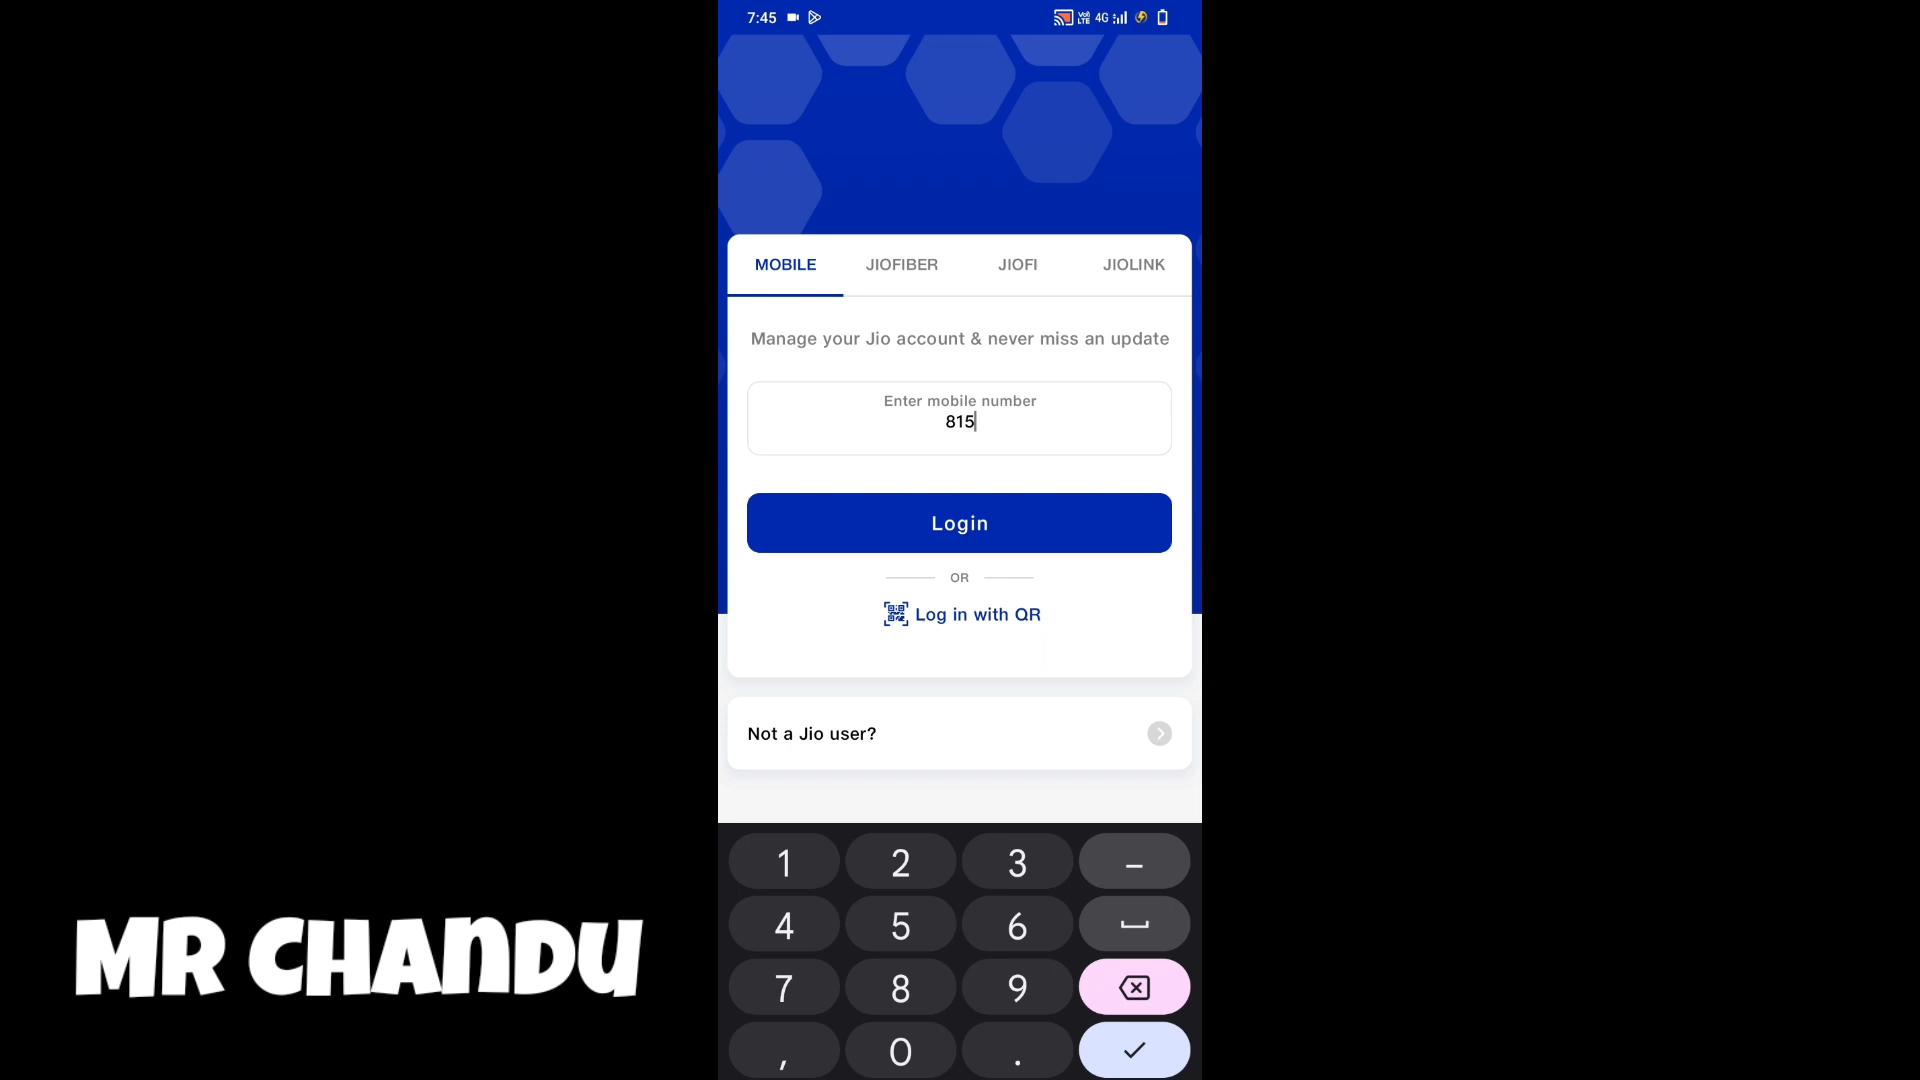 7:45
Vo) LTE 4G
MOBILE JIOFIBER JIOFI JIOLINK
Manage your Jio account & never miss an update
Enter mobile number
815
Login
OR
Log in with QR
Not a Jio user?
1 2 3 –
4 5 6
7 8 9
, 0 .
MR CHANDU